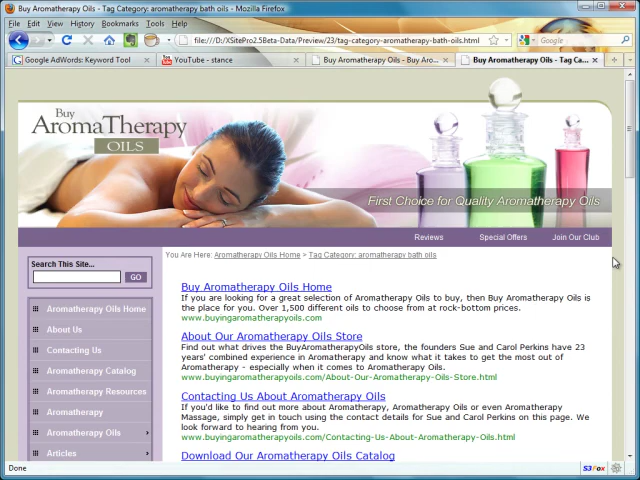 Buy Aromatherapy Oils - Tag Category: aromatherapy bath oils - Mozilla Firefox
File Edit View History Bookmarks Tools Help
file:///D:/XSitePro2.5Beta-Data/Preview/23/tag-category-aromatherapy-bath-oils.html
Google
Google AdWords: Keyword Tool
YouTube - stance
Buy Aromatherapy Oils - Buy Aro...
Buy Aromatherapy Oils - Tag Ca...
Buy
AROMATHERAPY
OILS
First Choice for Quality Aromatherapy Oils
Reviews Special Offers Join Our Club
You Are Here: Aromatherapy Oils Home > Tag Category: aromatherapy bath oils
Search This Site...
GO
Aromatherapy Oils Home
About Us
Contacting Us
Aromatherapy Catalog
Aromatherapy Resources
Aromatherapy
Aromatherapy Oils
Articles
Buy Aromatherapy Oils Home
If you are looking for a great selection of Aromatherapy Oils to buy, then Buy Aromatherapy Oils is
the place for you. Over 1,500 different oils to choose from at rock-bottom prices.
www.buyingaromatherapyoils.com
About Our Aromatherapy Oils Store
Find out what drives the BuyAromatherapyOils store, the founders Sue and Carol Perkins have 23
years' combined experience in Aromatherapy and know what it takes to get the most out of
Aromatherapy - especially when it comes to Aromatherapy Oils.
www.buyingaromatherapyoils.com/About-Our-Aromatherapy-Oils-Store.html
Contacting Us About Aromatherapy Oils
If you'd like to find out more about Aromatherapy, Aromatherapy Oils or even Aromatherapy
Massage, simply get in touch using the contact details for Sue and Carol Perkins on this page. We
look forward to hearing from you.
www.buyingaromatherapyoils.com/Contacting-Us-About-Aromatherapy-Oils.html
Download Our Aromatherapy Oils Catalog
Done
S3Fox